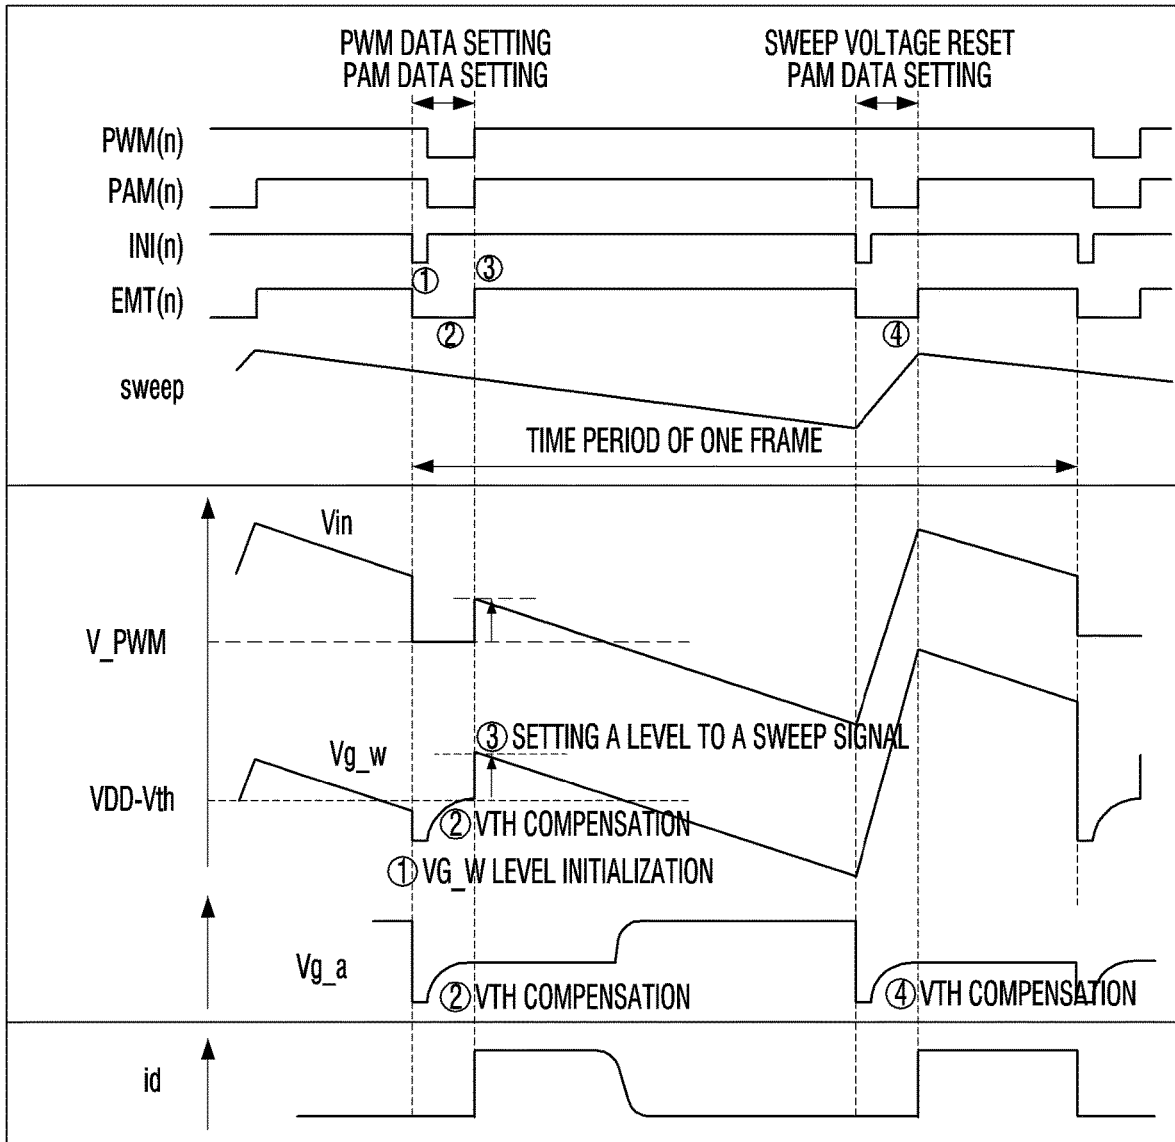 PWM DATA SETTING
PAM DATA SETTING
SWEEP VOLTAGE RESET
PAM DATA SETTING
PWM(n)
PAM(n)
INI(n)
① ③
EMT(n)
② ④
sweep
TIME PERIOD OF ONE FRAME
Vin
V_PWM
③ SETTING A LEVEL TO A SWEEP SIGNAL
Vg_w
VDD-Vth
② VTH COMPENSATION
① VG_W LEVEL INITIALIZATION
Vg_a
② VTH COMPENSATION
④ VTH COMPENSATION
id